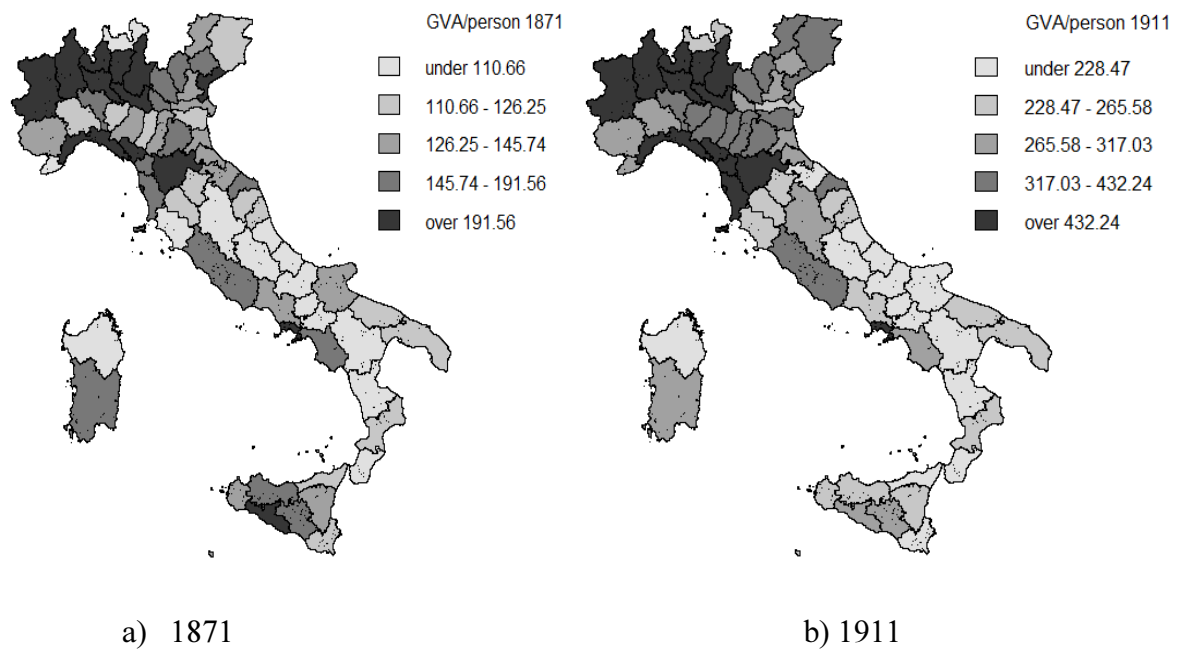 GVA/person 1871
under 110.66
110.66 - 126.25
126.25 - 145.74
145.74 - 191.56
over 191.56
GVA/person 1911
under 228.47
228.47 - 265.58
265.58 - 317.03
317.03 - 432.24
over 432.24
a) 1871
b) 1911